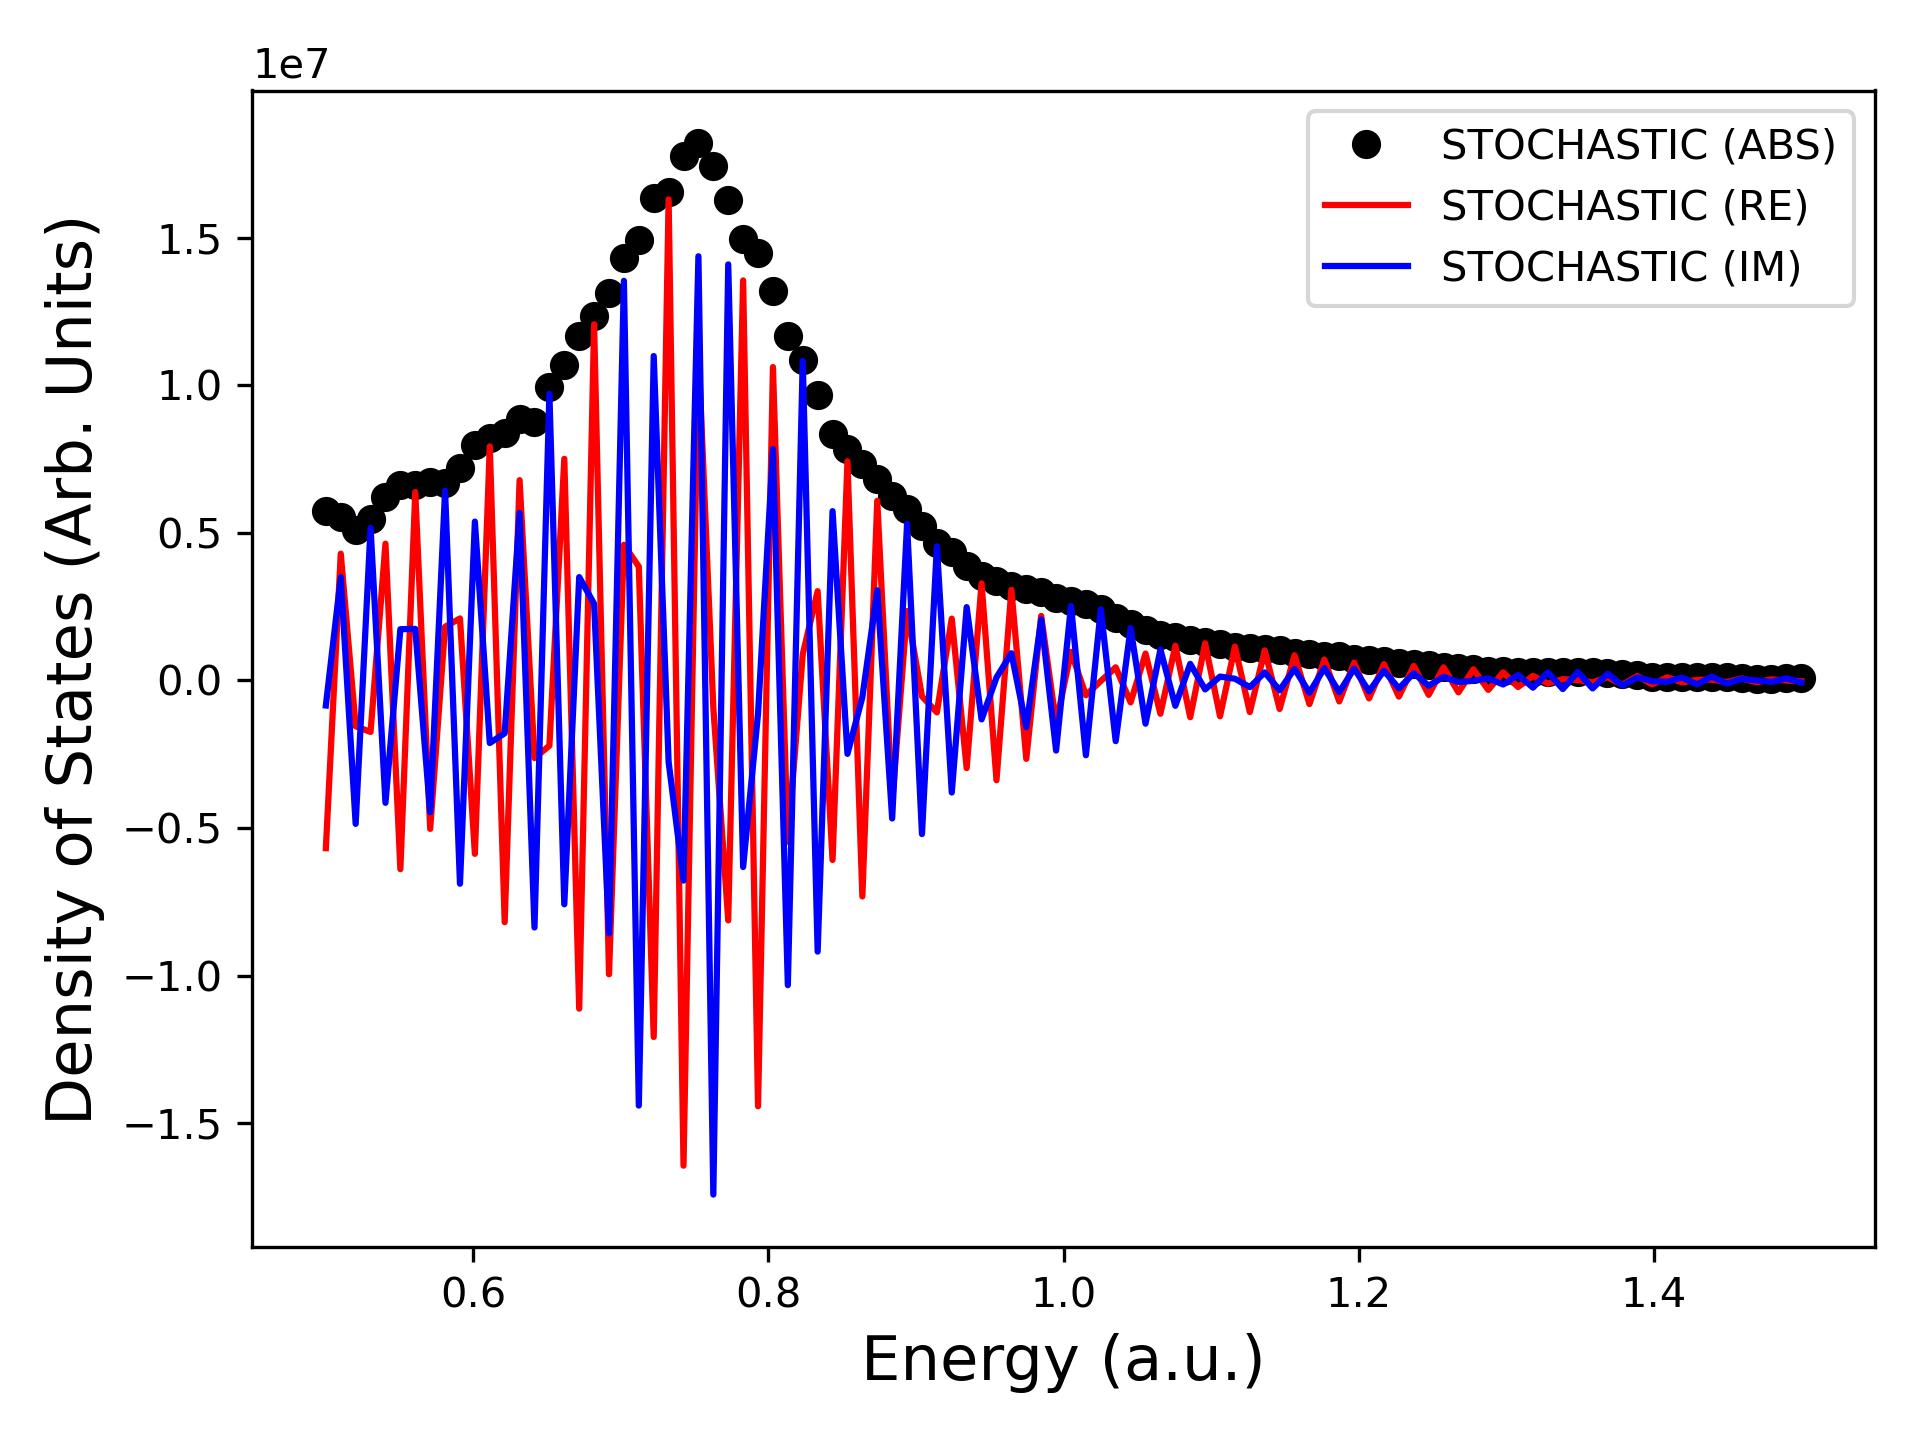 1e7
STOCHASTIC (ABS)
STOCHASTIC (RE)
STOCHASTIC (IM)
Density of States (Arb. Units)
1.5
1.0
0.5
0.0
−0.5
−1.0
−1.5
0.6 0.8 1.0 1.2 1.4
Energy (a.u.)